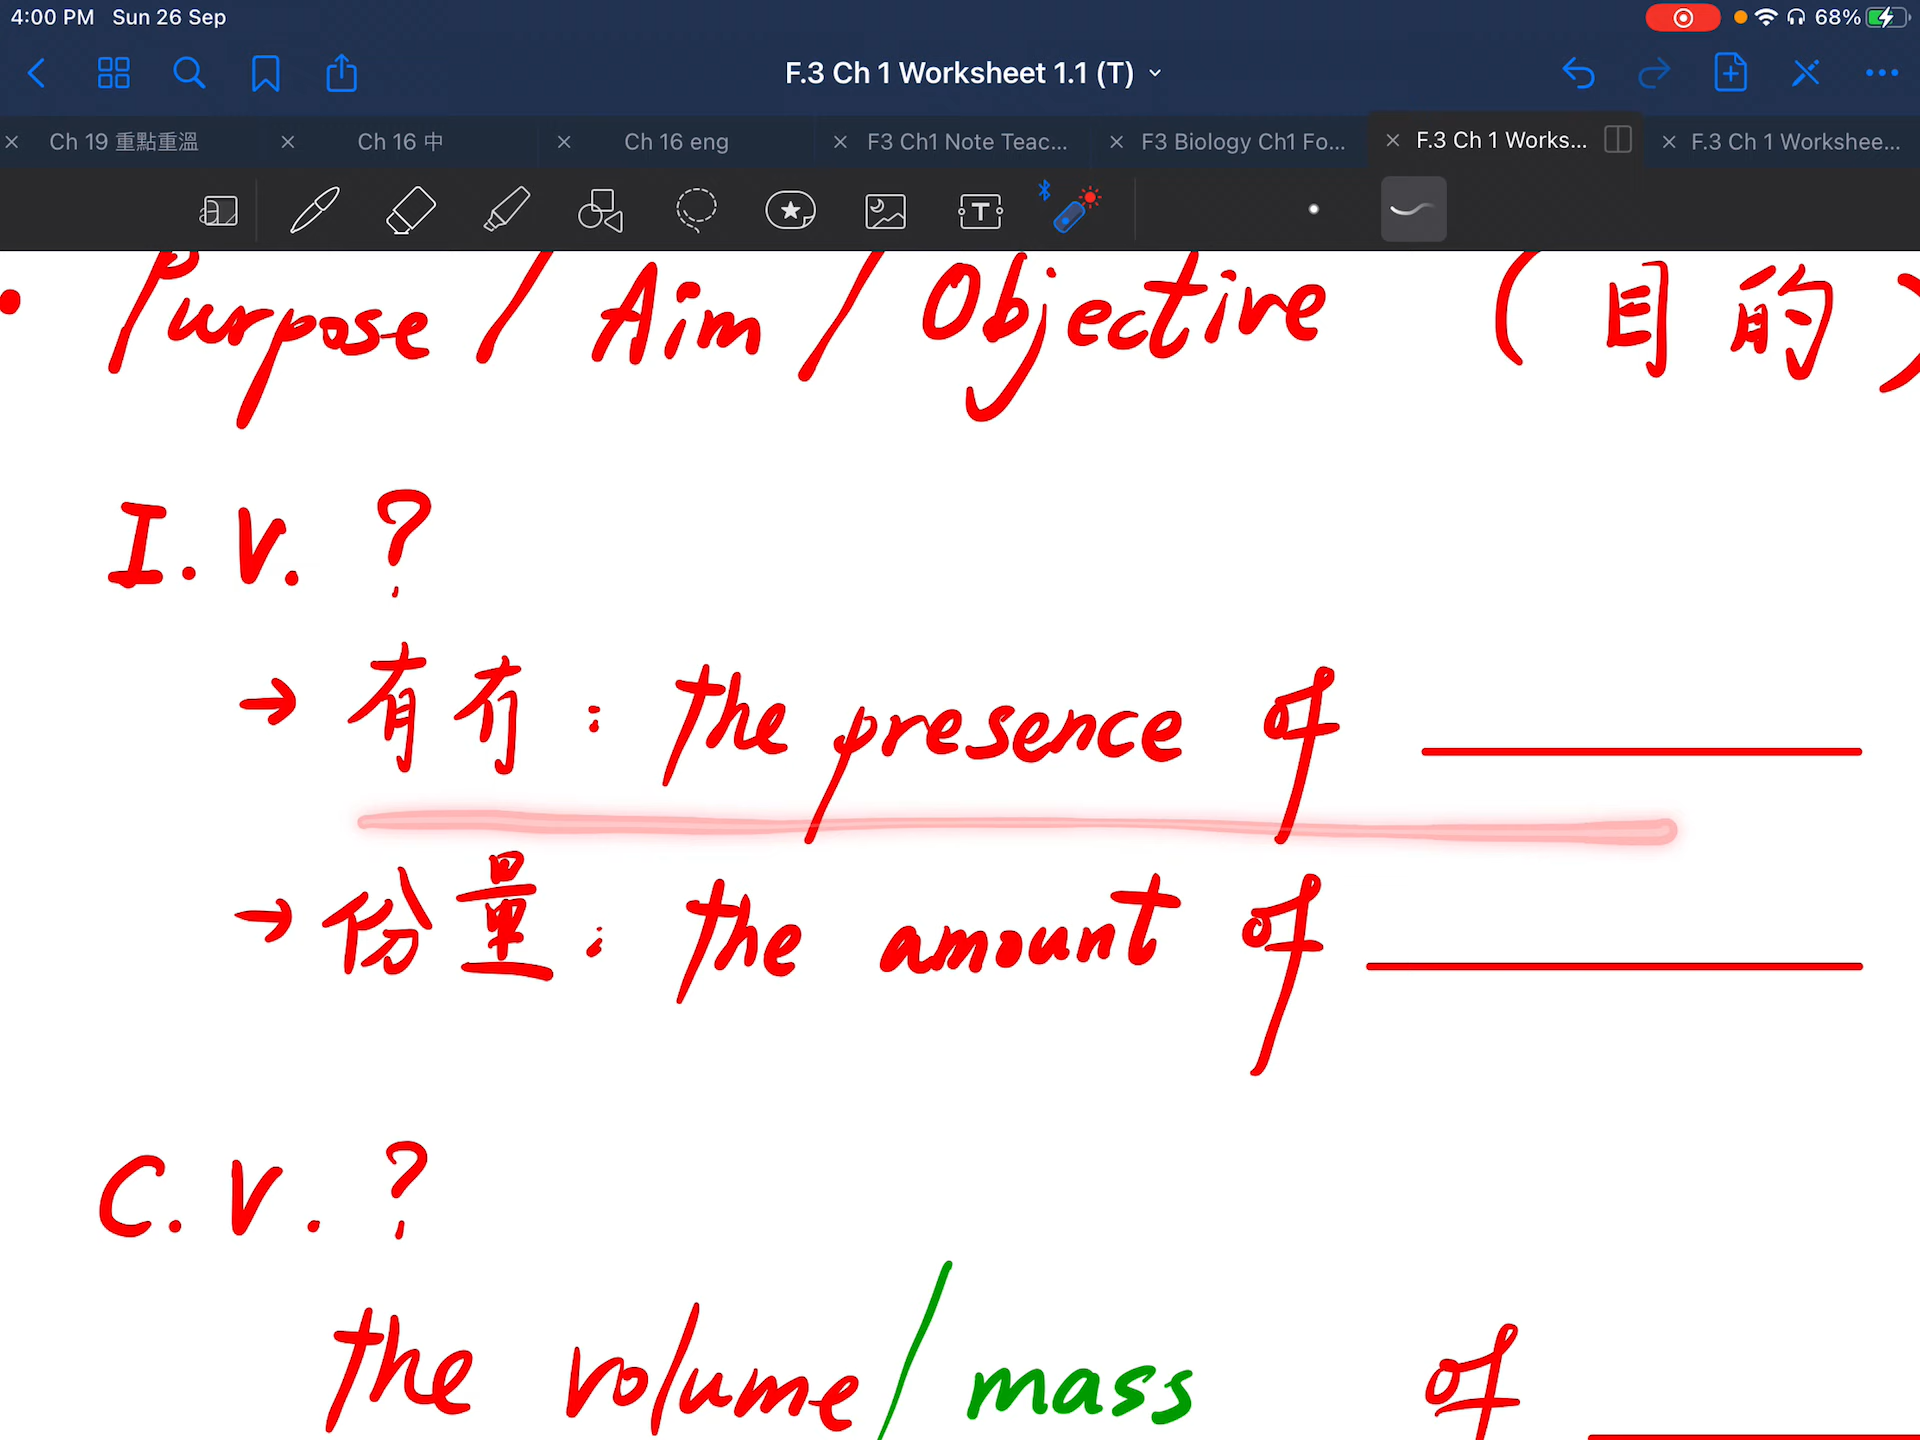 4:00 PM Sun 26 Sep 68%
F.3 Ch 1 Worksheet 1.1 (T)
Ch 19 重點重溫 Ch 16 中 Ch 16 eng F3 Ch1 Note Teac... F3 Biology Ch1 Fo... F.3 Ch 1 Works... F.3 Ch 1 Workshee...
• Purpose / Aim / Objective (目的)
I. V. ?
→ 有冇 : the presence of ________
→ 份量 : the amount of ________
C. V. ?
the volume / mass of ________